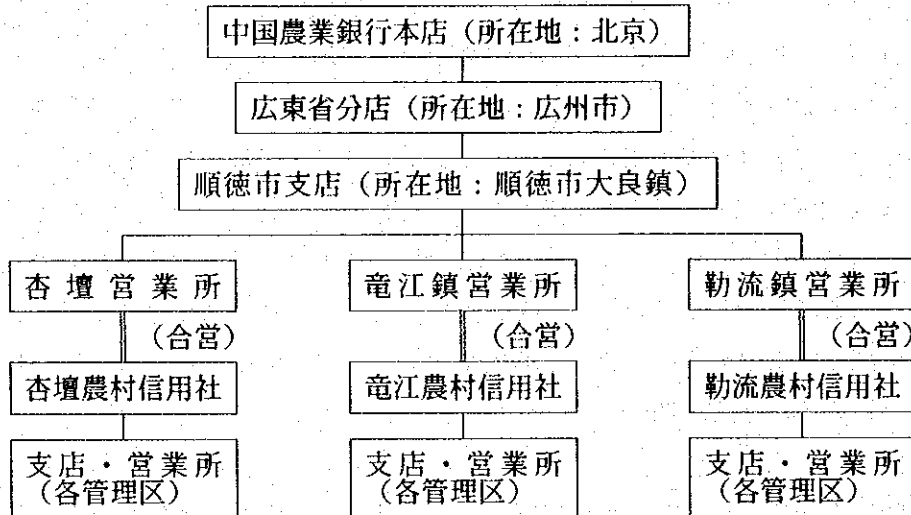 中国農業銀行本店（所在地：北京）
広東省分店（所在地：広州市）
順徳市支店（所在地：順徳市大良鎮）
杏壇営業所
竜江鎮営業所
勒流鎮営業所
（合営）
（合営）
（合営）
杏壇農村信用社
竜江農村信用社
勒流農村信用社
支店・営業所
（各管理区）
支店・営業所
（各管理区）
支店・営業所
（各管理区）